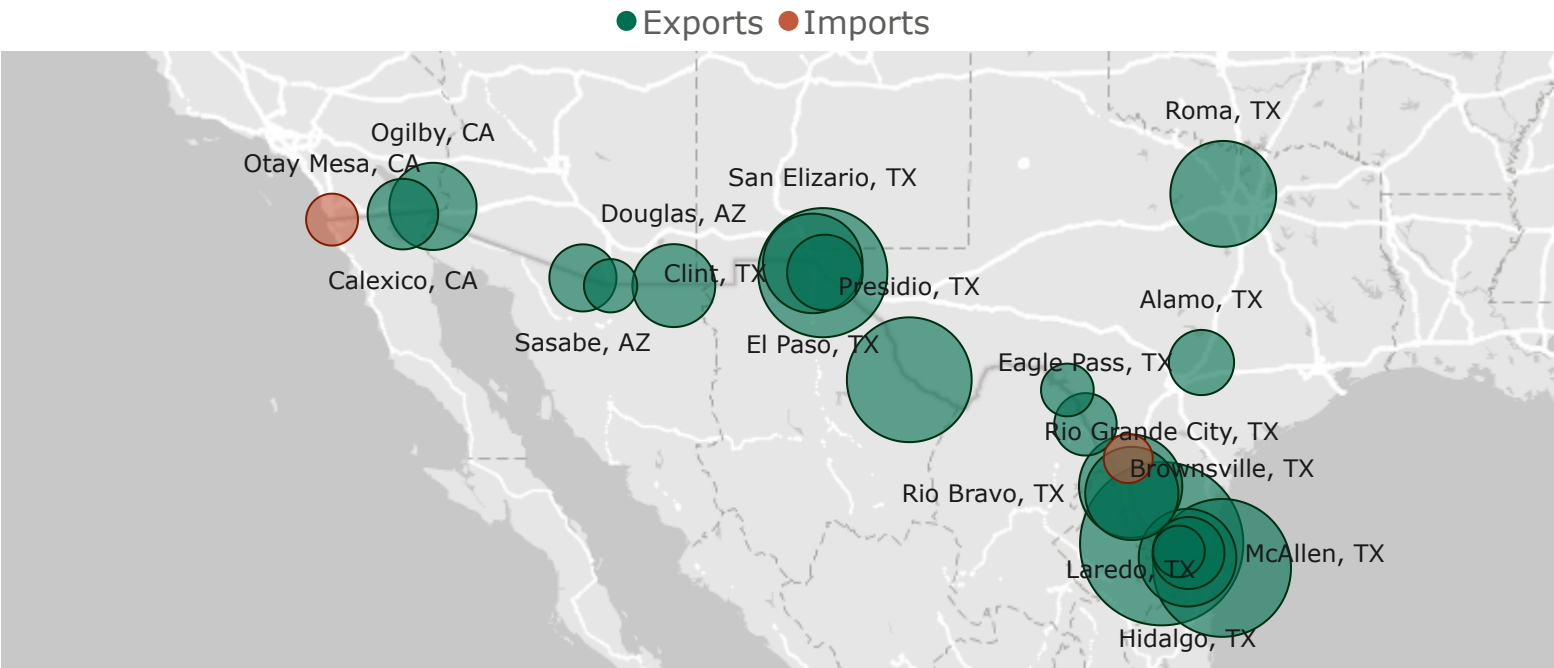 Exports Imports
Roma, TX
Ogilby, CA
Otay Mesa, CA
San Elizario, TX
Douglas, AZ
Clint, TX
Calexico, CA
Presidio, TX
Alamo, TX
Sasabe, AZ
El Paso, TX
Eagle Pass, TX
Rio Grande City, TX
Brownsville, TX
Rio Bravo, TX
McAllen, TX
Laredo, TX
Hidalgo, TX